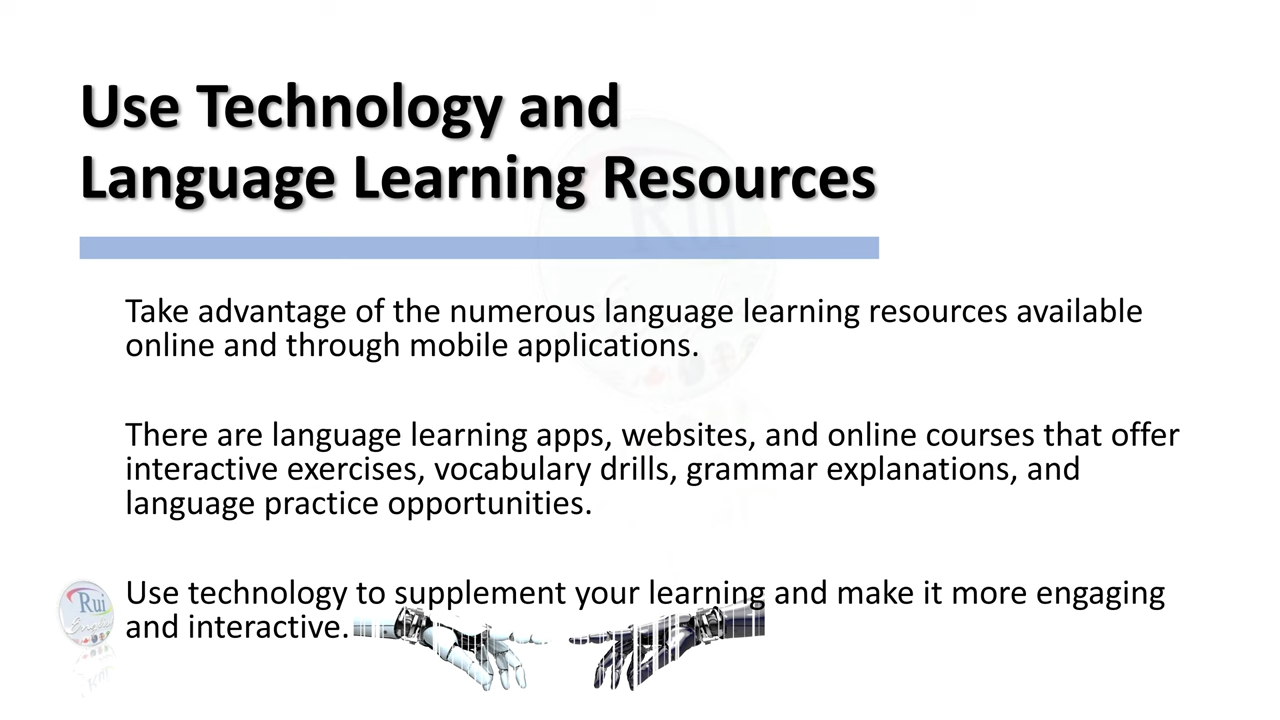 Use Technology and
Language Learning Resources
Take advantage of the numerous language learning resources available
online and through mobile applications.
There are language learning apps, websites, and online courses that offer
interactive exercises, vocabulary drills, grammar explanations, and
language practice opportunities.
Use technology to supplement your learning and make it more engaging
and interactive.
Rui